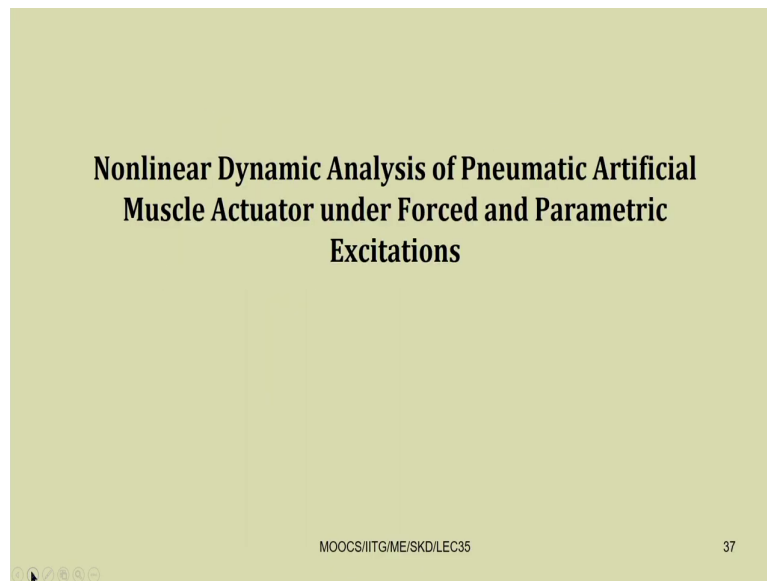 Nonlinear Dynamic Analysis of Pneumatic Artificial
Muscle Actuator under Forced and Parametric
Excitations
MOOCS/IITG/ME/SKD/LEC35
37